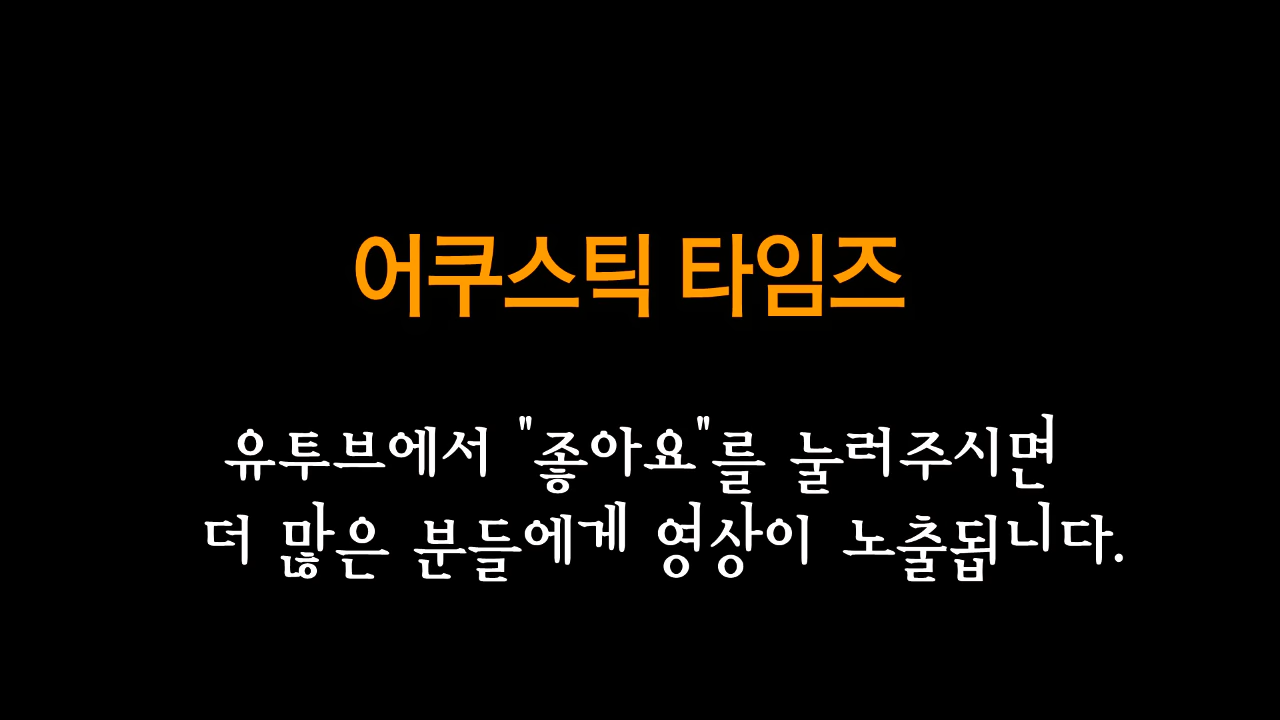 어쿠스틱 타임즈
유투브에서 "좋아요"를 눌러주시면
더 많은 분들에게 영상이 노출됩니다.